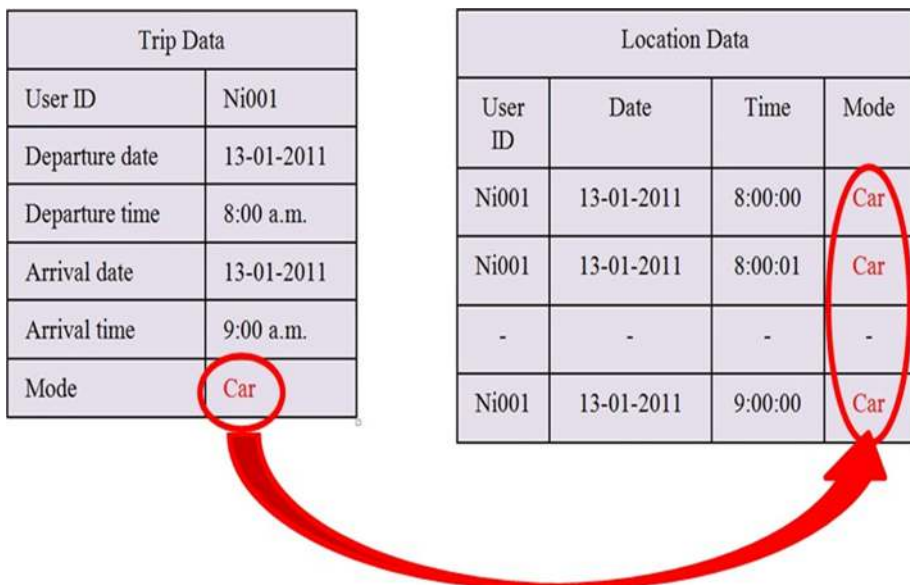 Trip Data
User ID Ni001
Departure date 13-01-2011
Departure time 8:00 a.m.
Arrival date 13-01-2011
Arrival time 9:00 a.m.
Mode Car
Location Data
User ID Date Time Mode
Ni001 13-01-2011 8:00:00 Car
Ni001 13-01-2011 8:00:01 Car
- - - -
Ni001 13-01-2011 9:00:00 Car